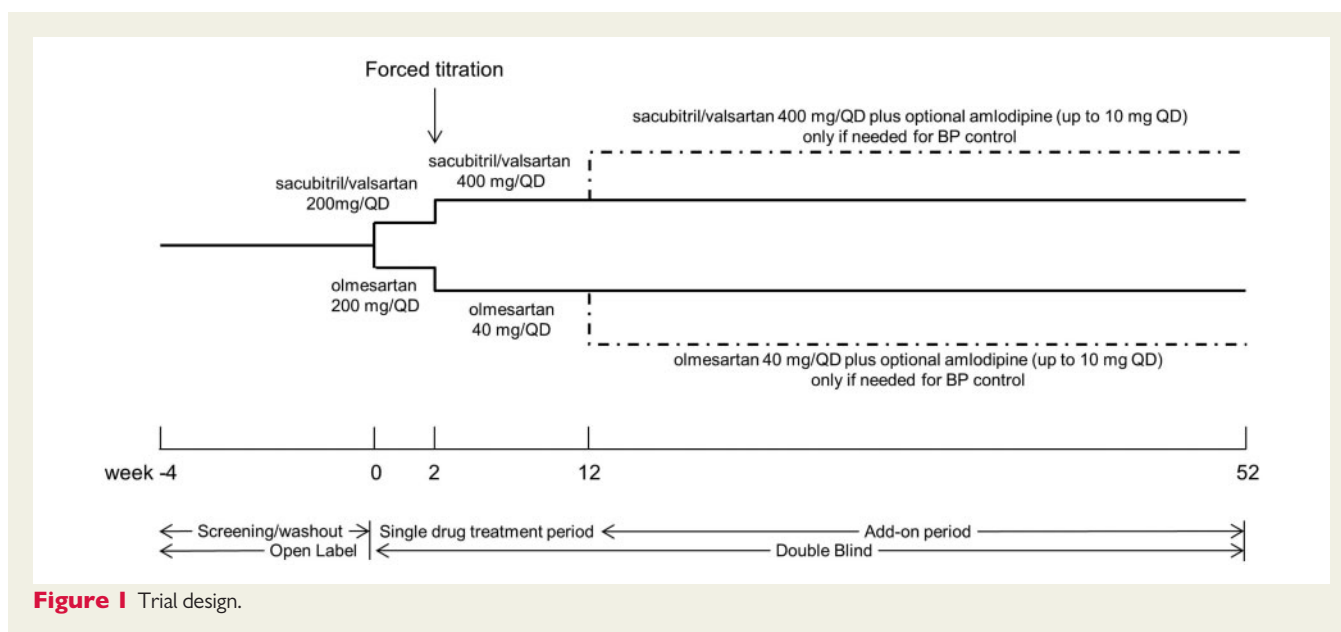 Forced titration
sacubitril/valsartan 400 mg/QD plus optional amlodipine (up to 10 mg QD)
only if needed for BP control
sacubitril/valsartan
400 mg/QD
sacubitril/valsartan
200mg/QD
olmesartan
200 mg/QD
olmesartan
40 mg/QD
olmesartan 40 mg/QD plus optional amlodipine (up to 10 mg QD)
only if needed for BP control
week -4 0 2 12 52
Screening/washout Single drug treatment period Add-on period
Open Label Double Blind
Figure 1 Trial design.